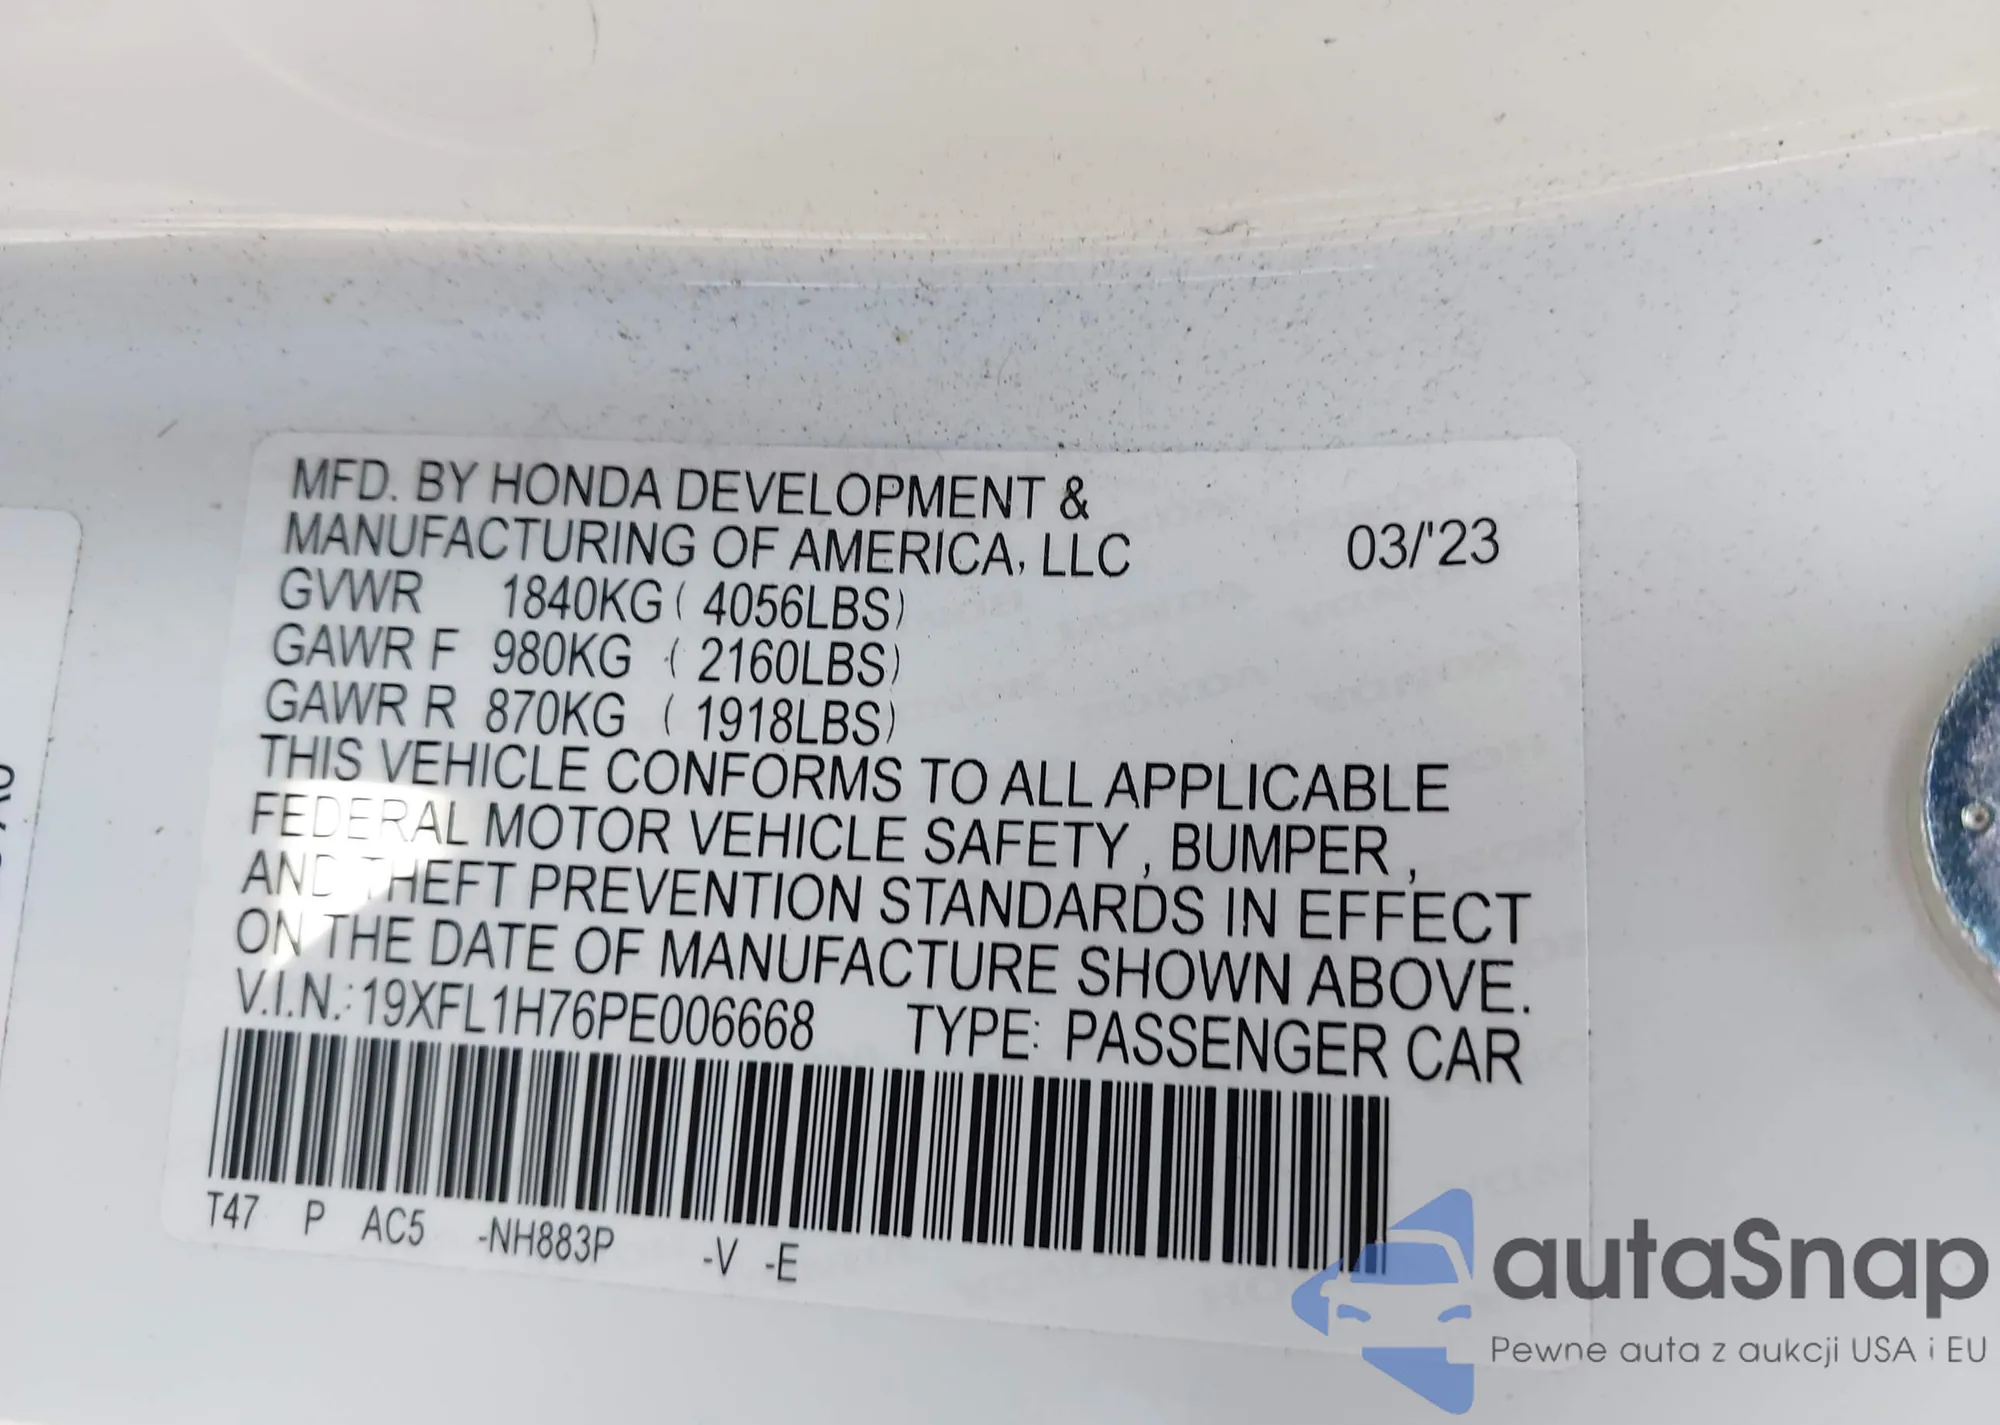 MFD. BY HONDA DEVELOPMENT &
MANUFACTURING OF AMERICA, LLC 03/'23
GVWR 1840KG ( 4056LBS)
GAWR F 980KG ( 2160LBS)
GAWR R 870KG ( 1918LBS)
THIS VEHICLE CONFORMS TO ALL APPLICABLE
FEDERAL MOTOR VEHICLE SAFETY , BUMPER ,
AND THEFT PREVENTION STANDARDS IN EFFECT
ON THE DATE OF MANUFACTURE SHOWN ABOVE.
V.I.N.:19XFL1H76PE006668 TYPE: PASSENGER CAR
T47 P AC5 -NH883P -V -E
autaSnap
Pewne auta z aukcji USA i EU